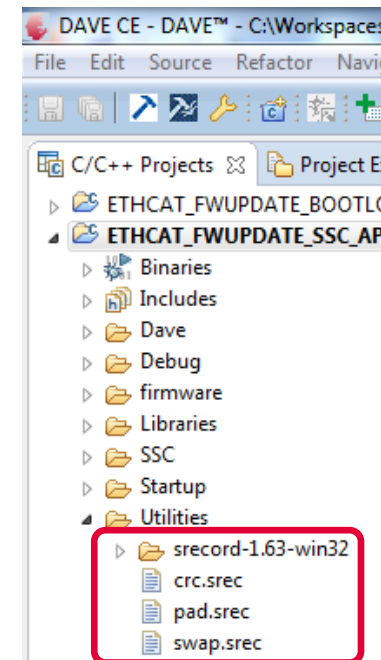 DAVE CE - DAVE™ - C:\Workspaces
File Edit Source Refactor Navi
C/C++ Projects Project E
ETHCAT_FWUPDATE_BOOTL
ETHCAT_FWUPDATE_SSC_AP
Binaries
Includes
Dave
Debug
firmware
Libraries
SSC
Startup
Utilities
srecord-1.63-win32
crc.srec
pad.srec
swap.srec